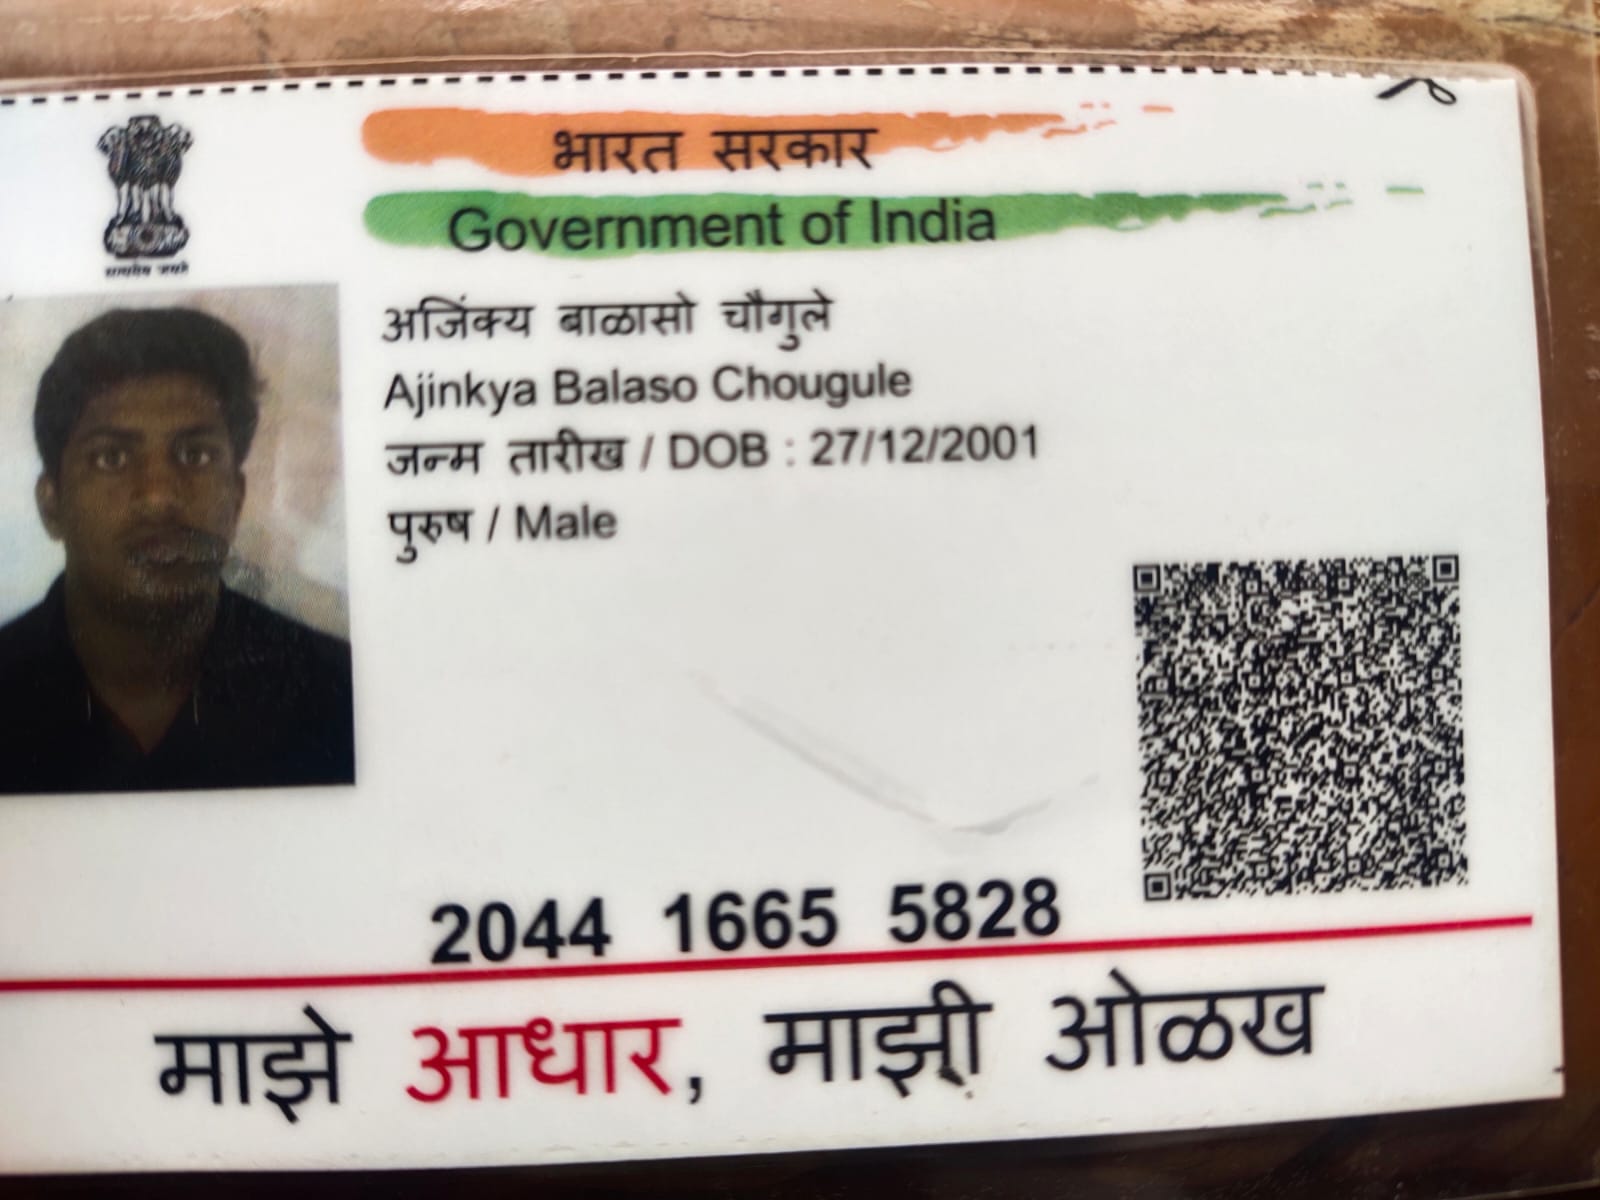 सत्यमेव जयते
भारत सरकार
Government of India
अजिंक्य बाळासो चौगुले
Ajinkya Balaso Chougule
जन्म तारीख / DOB : 27/12/2001
पुरुष / Male
2044 1665 5828
माझे आधार, माझी ओळख